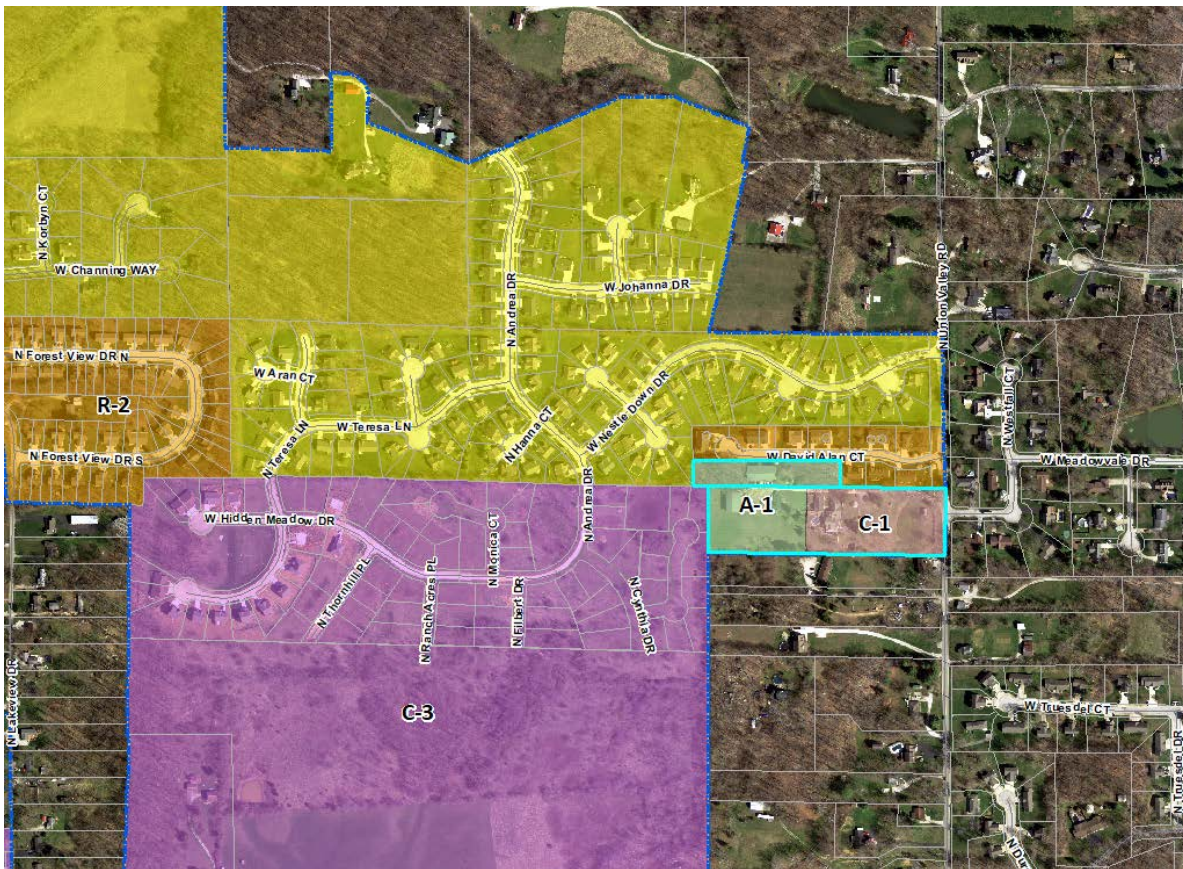 N Korbyn CT
W Channing WAY
N Andrea DR
W Johanna DR
N Union Valley RD
N Forest View DR N
R-2
N Forest View DR S
W Aran CT
N Teresa LN
W Teresa LN
N Hanna CT
W Nestle Down DR
N Westfall CT
W David Alan CT
W Meadowvale DR
A-1
C-1
N Andrea DR
W Hidden Meadow DR
N Monica CT
N Thornhill PL
N Ranch Acres PL
N Filbert DR
N Cynthia DR
C-3
N Lakeview DR
W Truesdel CT
N Truesdel DR